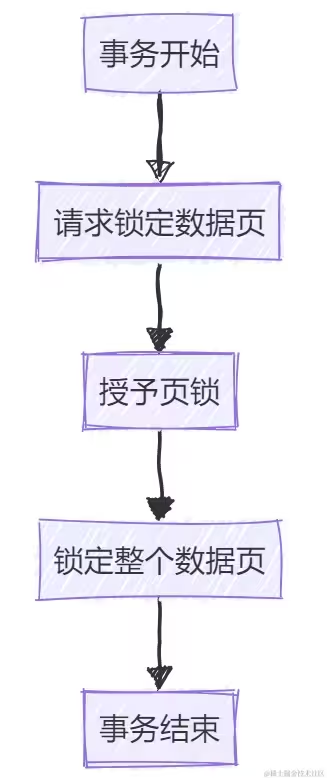 事务开始
请求锁定数据页
授予页锁
锁定整个数据页
事务结束
@稀土掘金技术社区